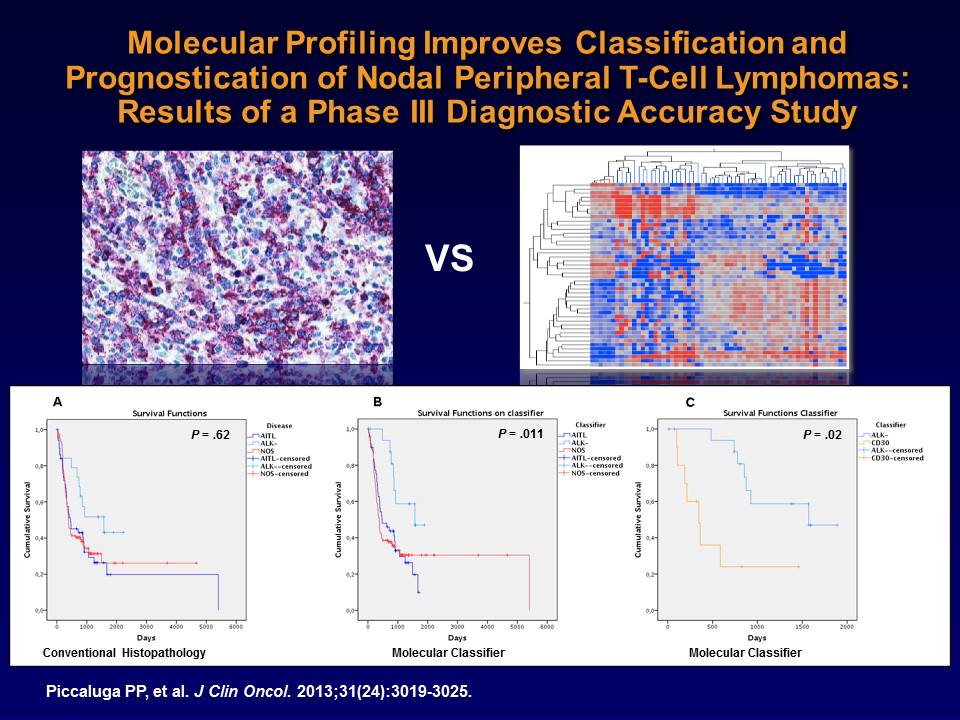 Molecular Profiling Improves Classification and
Prognostication of Nodal Peripheral T-Cell Lymphomas:
Results of a Phase III Diagnostic Accuracy Study
VS
A
Survival Functions
P = .62
Disease
AITL
ALK-
NOS
AITL-censored
ALK--censored
NOS-censored
Cumulative Survival
1,0
0,8
0,6
0,4
0,2
0,0
0 1000 2000 3000 4000 5000 6000
Days
Conventional Histopathology
B
Survival Functions on classifier
P = .011
Classifier
AITL
ALK-
NOS
AITL-censored
ALK--censored
NOS-censored
Cumulative Survival
1,0
0,8
0,6
0,4
0,2
0,0
0 1000 2000 3000 4000 5000 6000
Days
Molecular Classifier
C
Survival Functions Classifier
P = .02
Classifier
ALK-
CD30
ALK--censored
CD30-censored
Cumulative Survival
1,0
0,8
0,6
0,4
0,2
0,0
0 500 1000 1500 2000
Days
Molecular Classifier
Piccaluga PP, et al. J Clin Oncol. 2013;31(24):3019-3025.